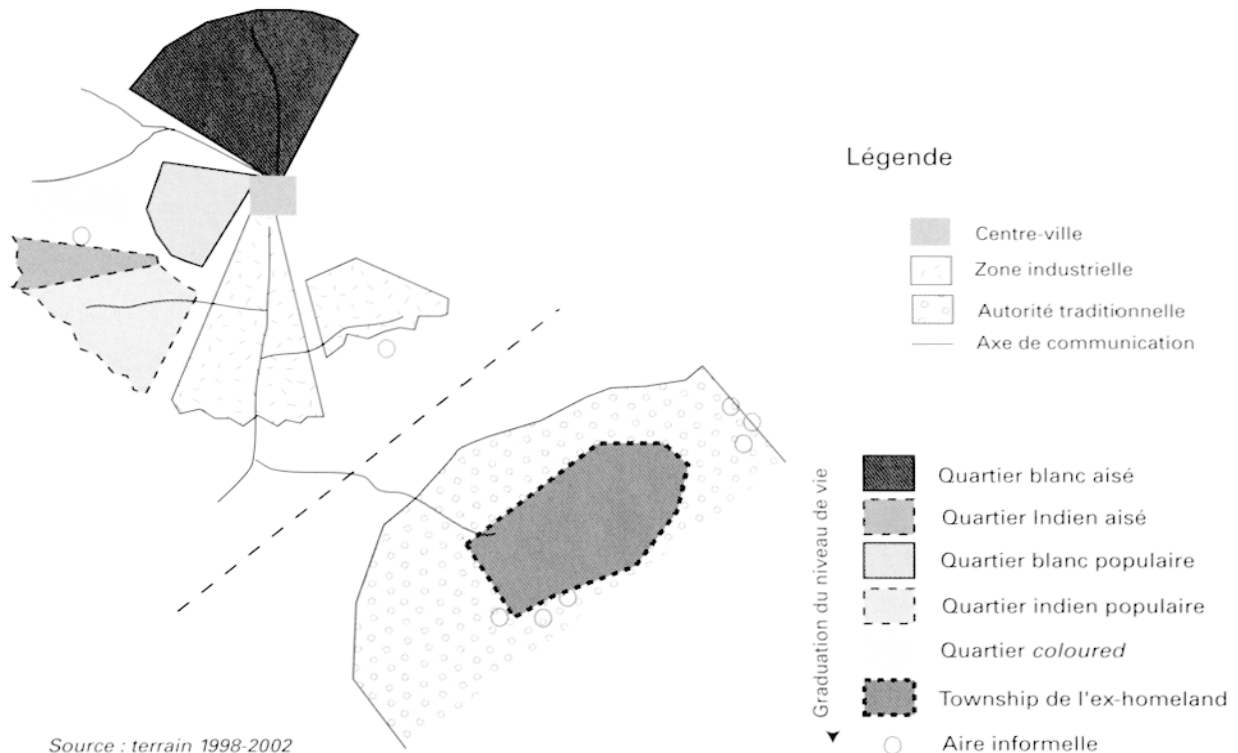 Légende
Centre-ville
Zone industrielle
Autorité traditionnelle
Axe de communication
Graduation du niveau de vie
Quartier blanc aisé
Quartier Indien aisé
Quartier blanc populaire
Quartier indien populaire
Quartier coloured
Township de l'ex-homeland
Aire informelle
Source : terrain 1998-2002